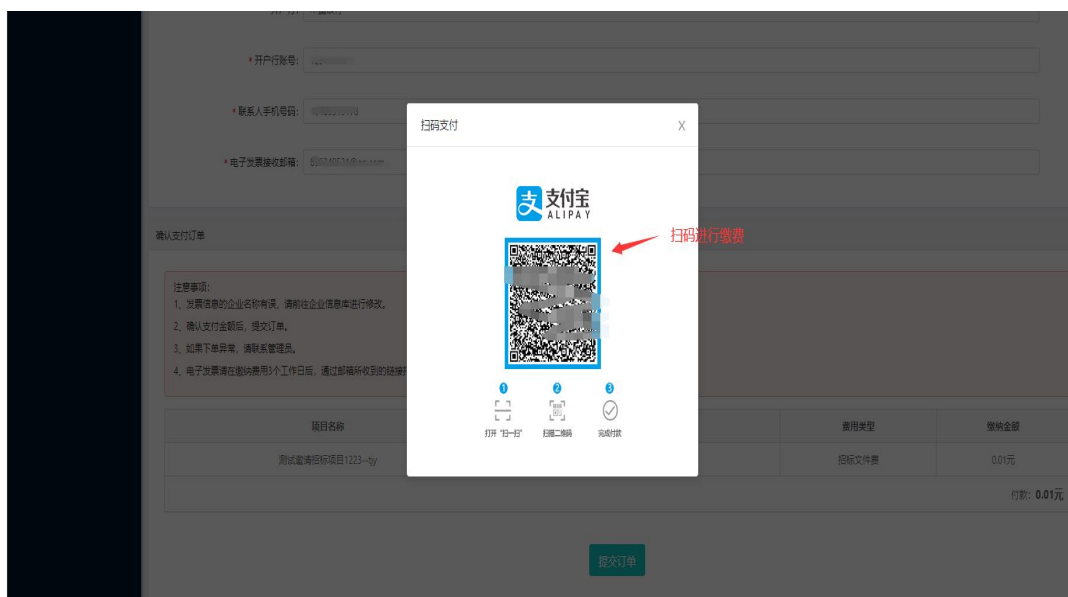 * 开户行账号:
* 联系人手机号码:
扫码支付
X
* 电子发票接收邮箱:
支 支付宝
ALIPAY
确认支付订单
扫码进行缴费
注意事项:
1、发票信息的企业名称有误，请前往企业信息库进行修改。
2、确认支付金额后，提交订单。
3、如果下单异常，请联系管理员。
4、电子发票请在缴纳费用3个工作日后，通过邮箱所收到的链接
1 2 3
打开 "扫一扫" 扫描二维码 完成付款
项目名称 费用类型 缴纳金额
测试邀请招标项目1223--tjy 招标文件费 0.01元
付款: 0.01元
提交订单